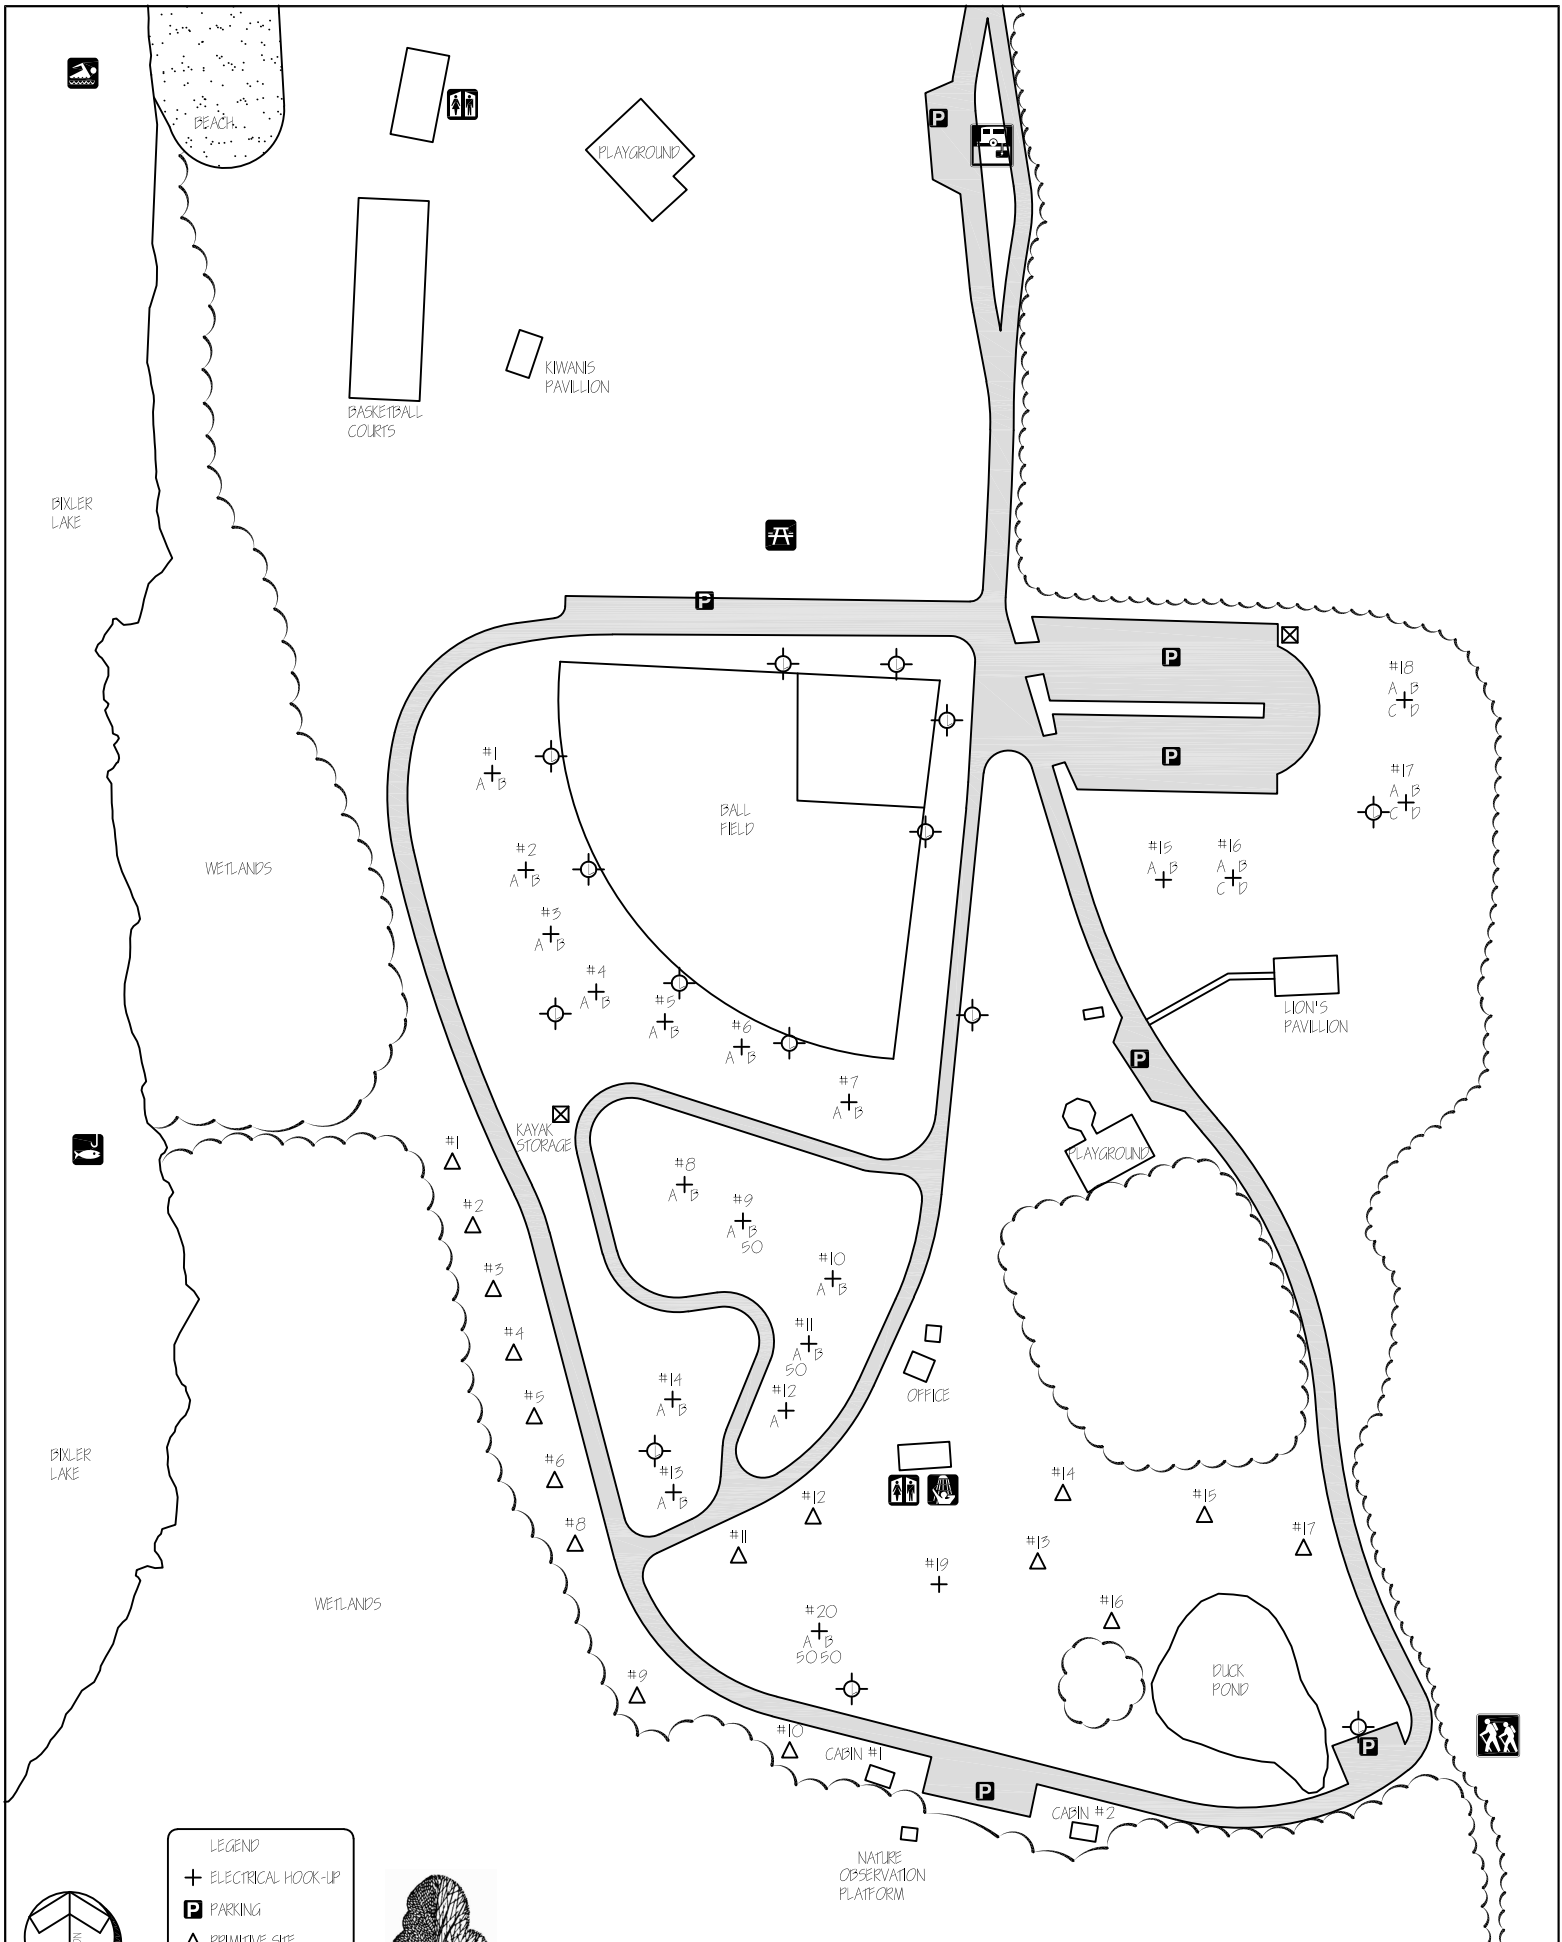 BEACH
PLAYGROUND
P
KIWANIS
PAVILLION
BASKETBALL
COURTS
BIXLER
LAKE
P
P
#18
A B
C D
#1
A B
P
#17
A B
C D
BALL
FIELD
#2
A B
#15
A B
#16
A B
C D
WETLANDS
#3
A B
#4
A B
#5
A B
#6
A B
LION'S
PAVILLION
P
#7
A B
KAYAK
STORAGE
#1
PLAYGROUND
#8
A B
#2
#9
A B
50
#3
#10
A B
#4
#11
A B
50
#5
#14
A B
#12
A
OFFICE
BIXLER
LAKE
#6
#13
A B
#14
#12
#15
#8
#11
#13
#17
#19
WETLANDS
#20
A B
50 50
#16
#9
DUCK
POND
#10
CABIN #1
P
P
CABIN #2
NATURE
OBSERVATION
PLATFORM
LEGEND
ELECTRICAL HOOK-UP
P PARKING
PRIMITIVE SITE